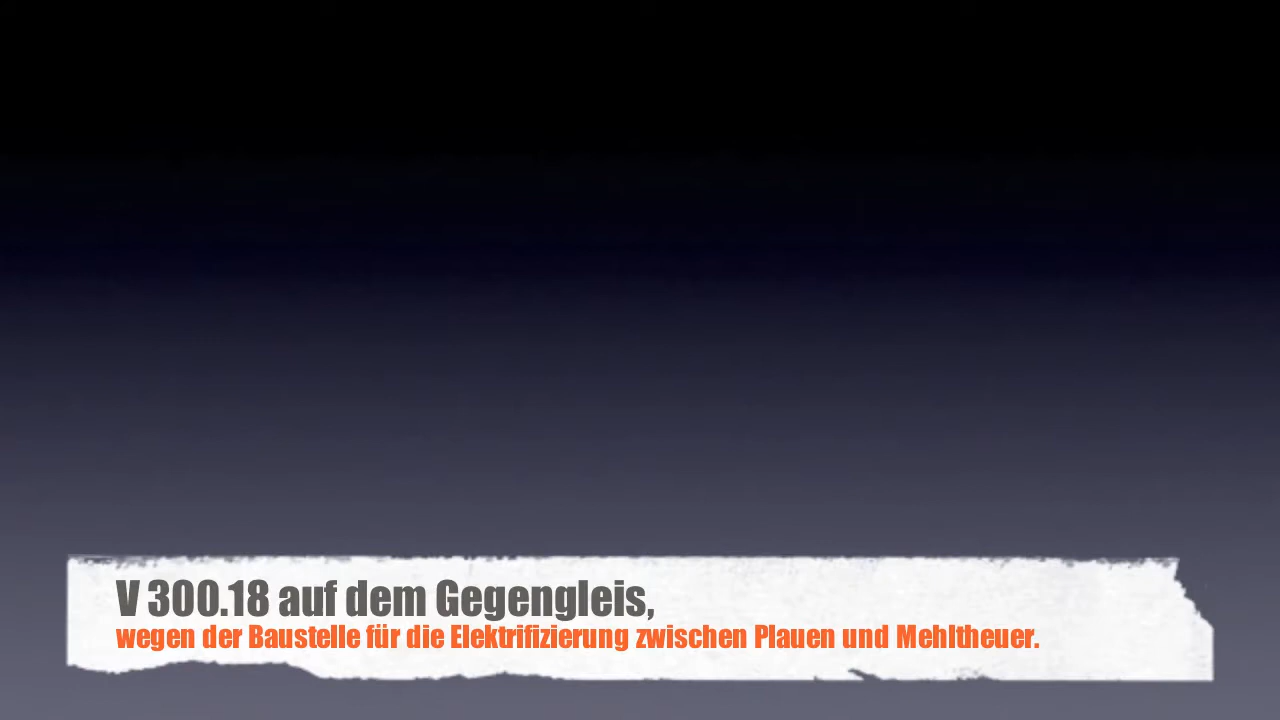 V 300.18 auf dem Gegengleis,
wegen der Baustelle für die Elektrifizierung zwischen Plauen und Mehltheuer.